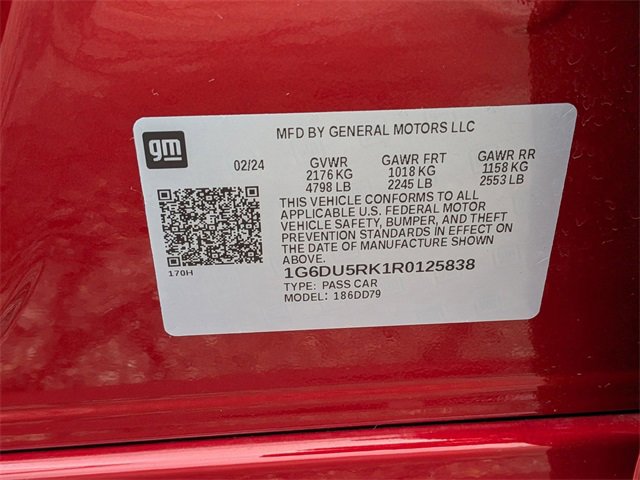 gm
MFD BY GENERAL MOTORS LLC
02/24 GVWR GAWR FRT GAWR RR
2176 KG 1018 KG 1158 KG
4798 LB 2245 LB 2553 LB
THIS VEHICLE CONFORMS TO ALL
APPLICABLE U.S. FEDERAL MOTOR
VEHICLE SAFETY, BUMPER, AND THEFT
PREVENTION STANDARDS IN EFFECT ON
THE DATE OF MANUFACTURE SHOWN
ABOVE.
170H
1G6DU5RK1R0125838
TYPE: PASS CAR
MODEL: 186DD79